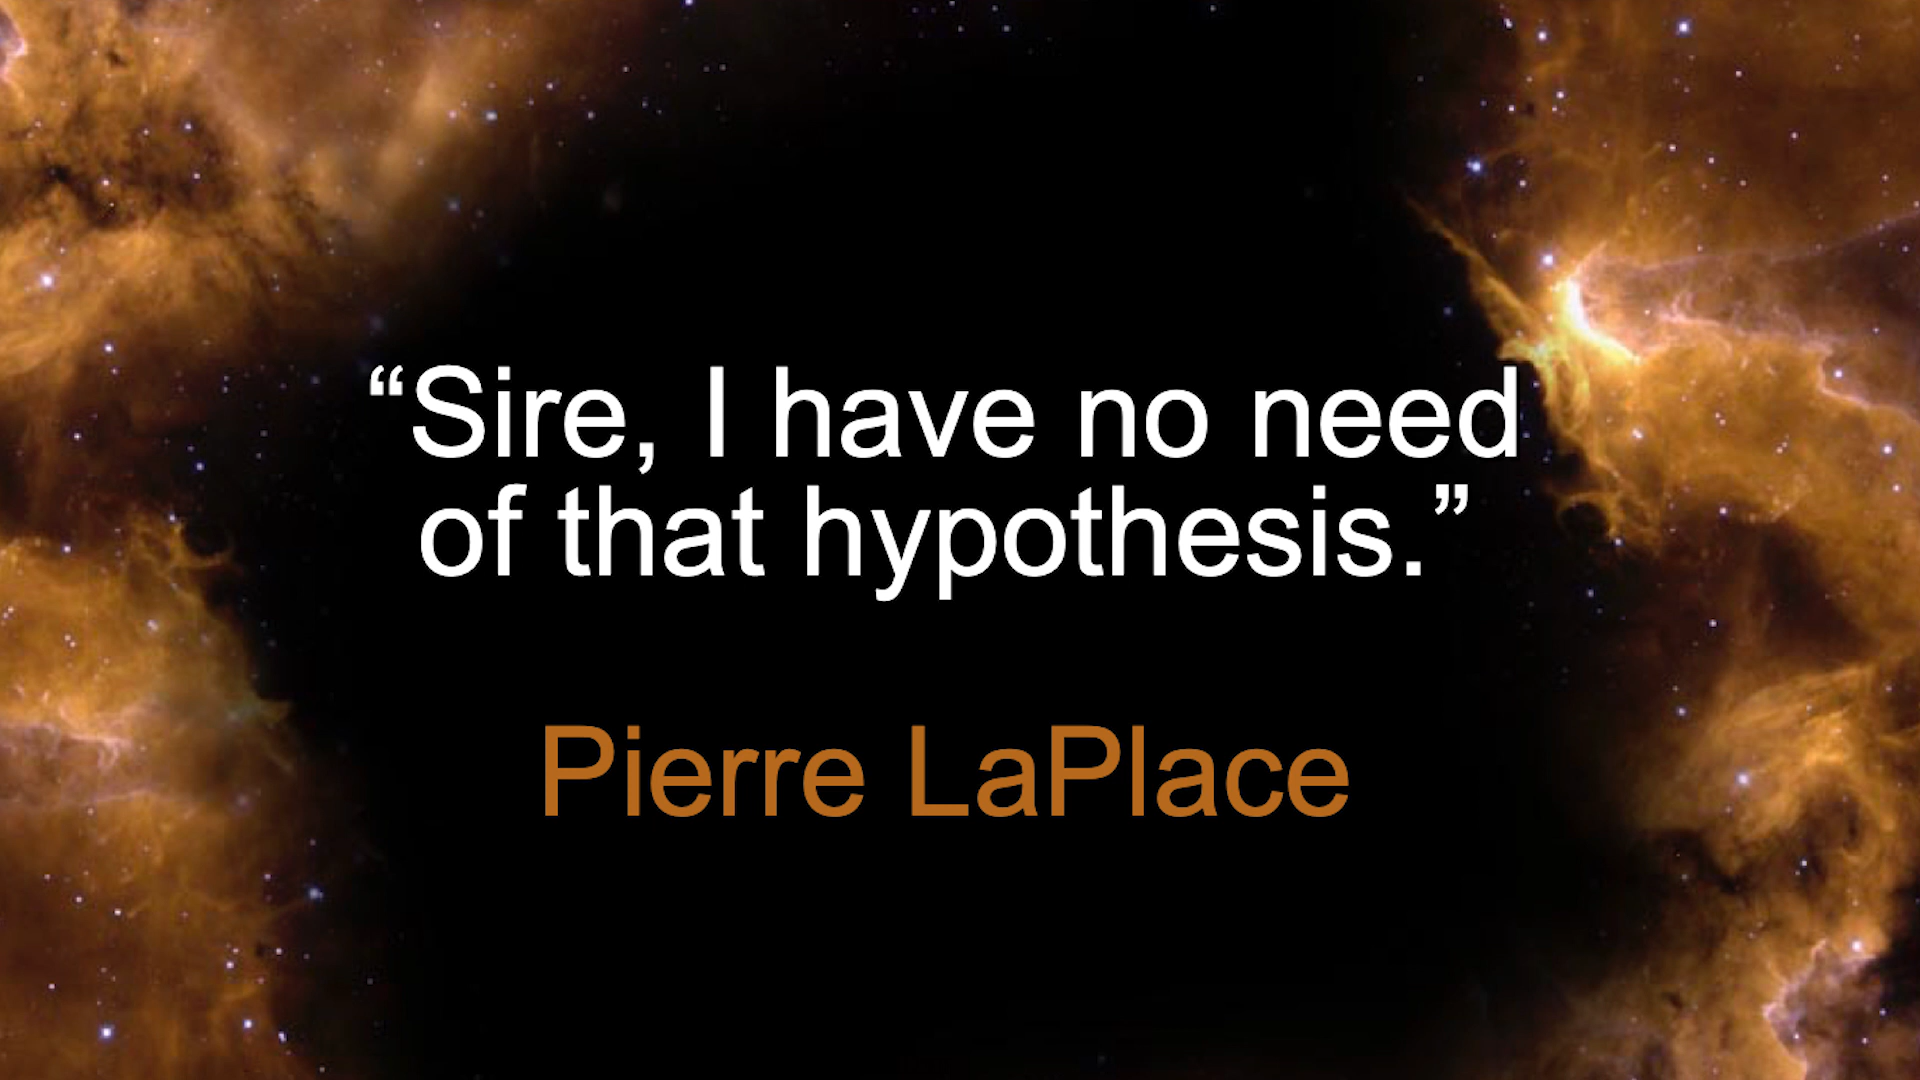 “Sire, I have no need
of that hypothesis.”
Pierre LaPlace